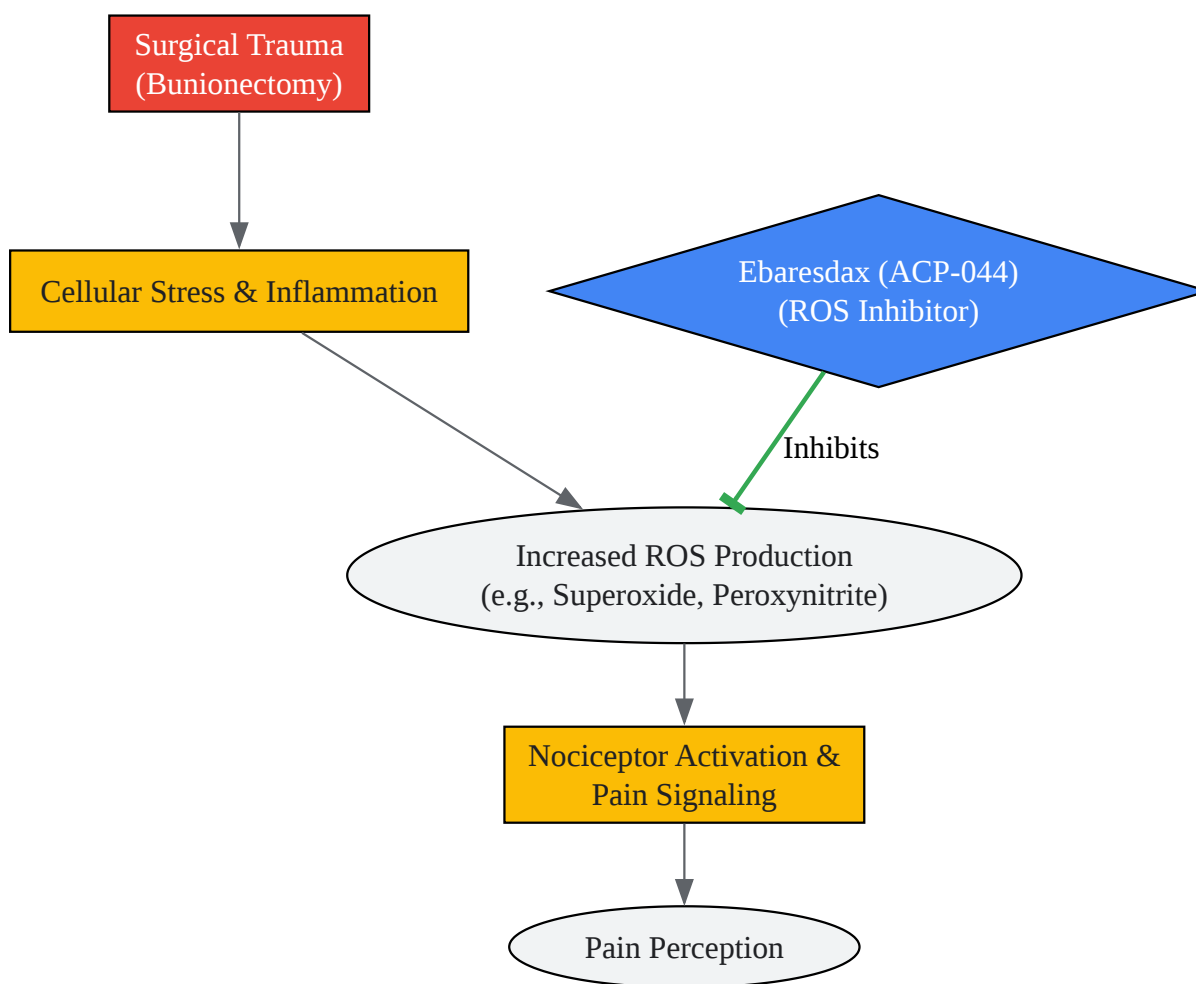 Surgical Trauma
(Bunionectomy)
Cellular Stress & Inflammation
Ebaresdax (ACP-044)
(ROS Inhibitor)
Inhibits
Increased ROS Production
(e.g., Superoxide, Peroxynitrite)
Nociceptor Activation &
Pain Signaling
Pain Perception